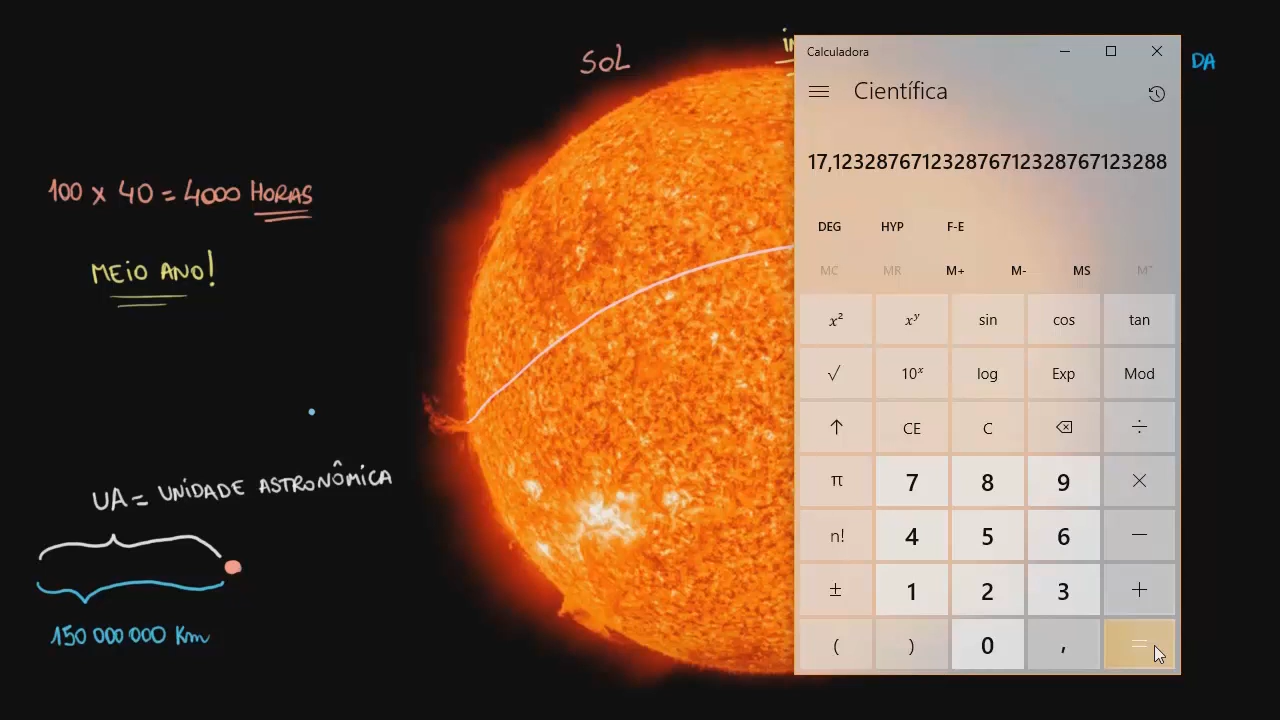 SOL
DA
100 x 40 = 4000 HORAS
MEIO ANO!
UA = UNIDADE ASTRONÔMICA
150 000 000 Km
Calculadora
Científica
17,123287671232876712328767123288
DEG HYP F-E
MC MR M+ M- MS M˅
x² xʸ sin cos tan
√ 10ˣ log Exp Mod
↑ CE C ⌫ ÷
π 7 8 9 ×
n! 4 5 6 −
± 1 2 3 +
( ) 0 , =